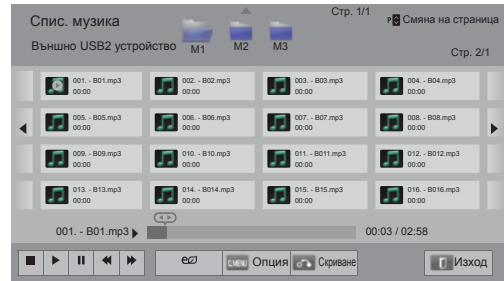 Спис. музика
Стр. 1/1
P Смяна на страница
Външно USB2 устройство
M1
M2
M3
Стр. 2/1
001. - B01.mp3
00:00
002. - B02.mp3
00:00
003. - B03.mp3
00:00
004. - B04.mp3
00:00
005. - B05.mp3
00:00
006. - B06.mp3
00:00
007. - B07.mp3
00:00
008. - B08.mp3
00:00
009. - B09.mp3
00:00
010. - B10.mp3
00:00
011. - B011.mp3
00:00
012. - B012.mp3
00:00
013. - B13.mp3
00:00
014. - B014.mp3
00:00
015. - B15.mp3
00:00
016. - B016.mp3
00:00
001. - B01.mp3
00:03 / 02:58
Q.MENU Опция
Скриване
Изход